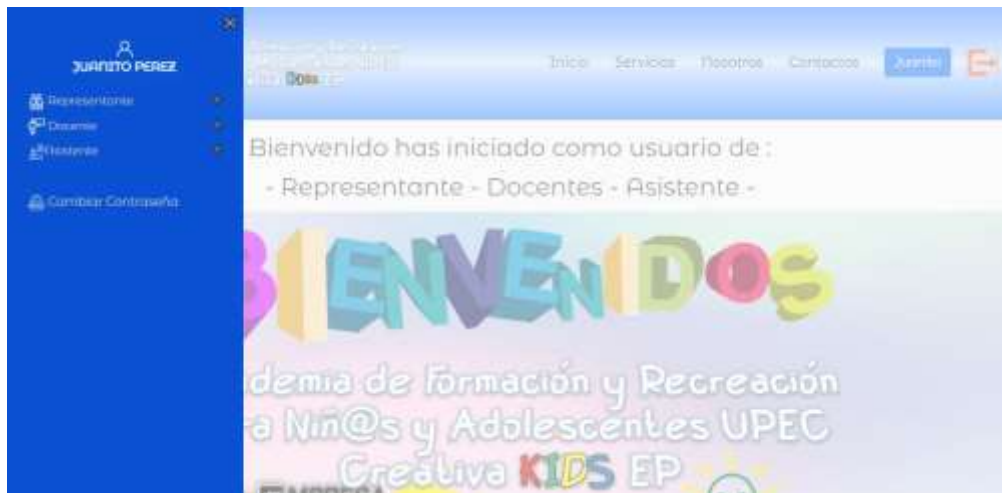 JUANITO PEREZ
Representante
Docente
Asistente
Cambiar Contraseña
Inicio Servicios Nosotros Contactos Juanito
Bienvenido has iniciado como usuario de :
- Representante - Docentes - Asistente -
BIENVENIDOS
demia de Formación y Recreación
a Niñ@s y Adolescentes UPEC
Creativa KIDS EP
EMPRESA